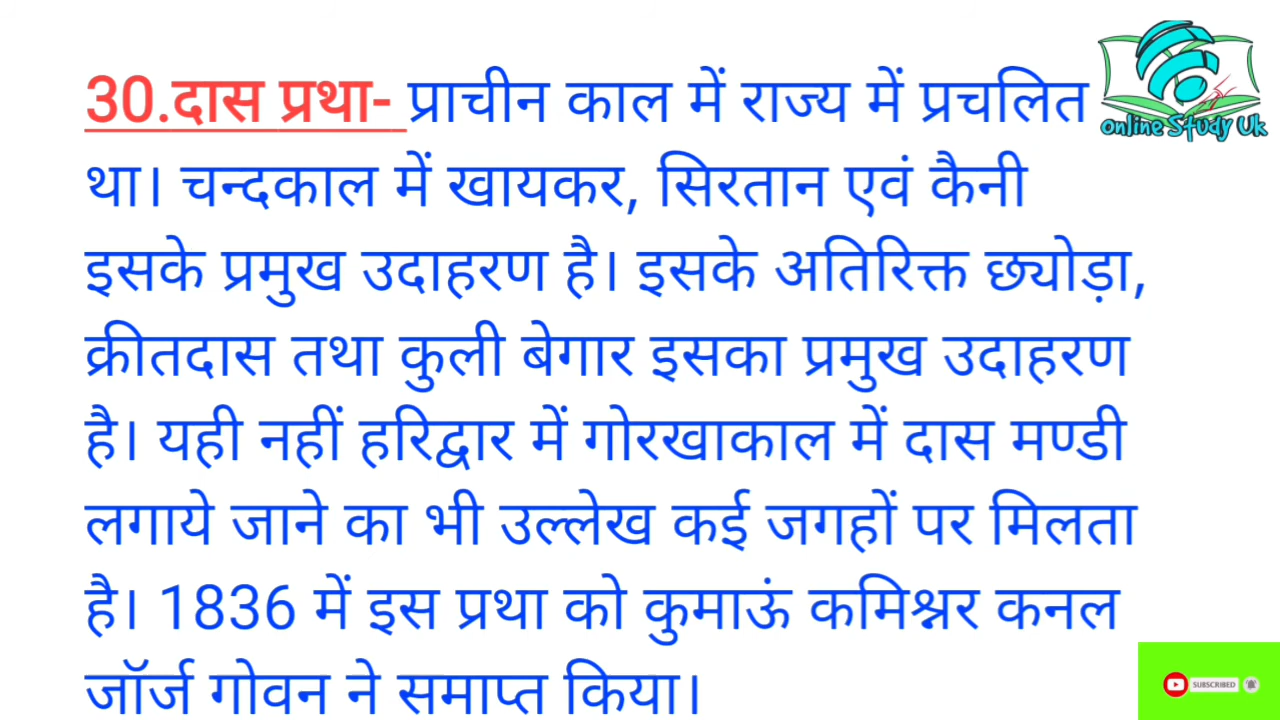 30.दास प्रथा- प्राचीन काल में राज्य में प्रचलित
था। चन्दकाल में खायकर, सिरतान एवं कैनी
इसके प्रमुख उदाहरण है। इसके अतिरिक्त छ्योड़ा,
क्रीतदास तथा कुली बेगार इसका प्रमुख उदाहरण
है। यही नहीं हरिद्वार में गोरखाकाल में दास मण्डी
लगाये जाने का भी उल्लेख कई जगहों पर मिलता
है। 1836 में इस प्रथा को कुमाऊं कमिश्नर कनल
जॉर्ज गोवन ने समाप्त किया।
Online Study Uk
SUBSCRIBED